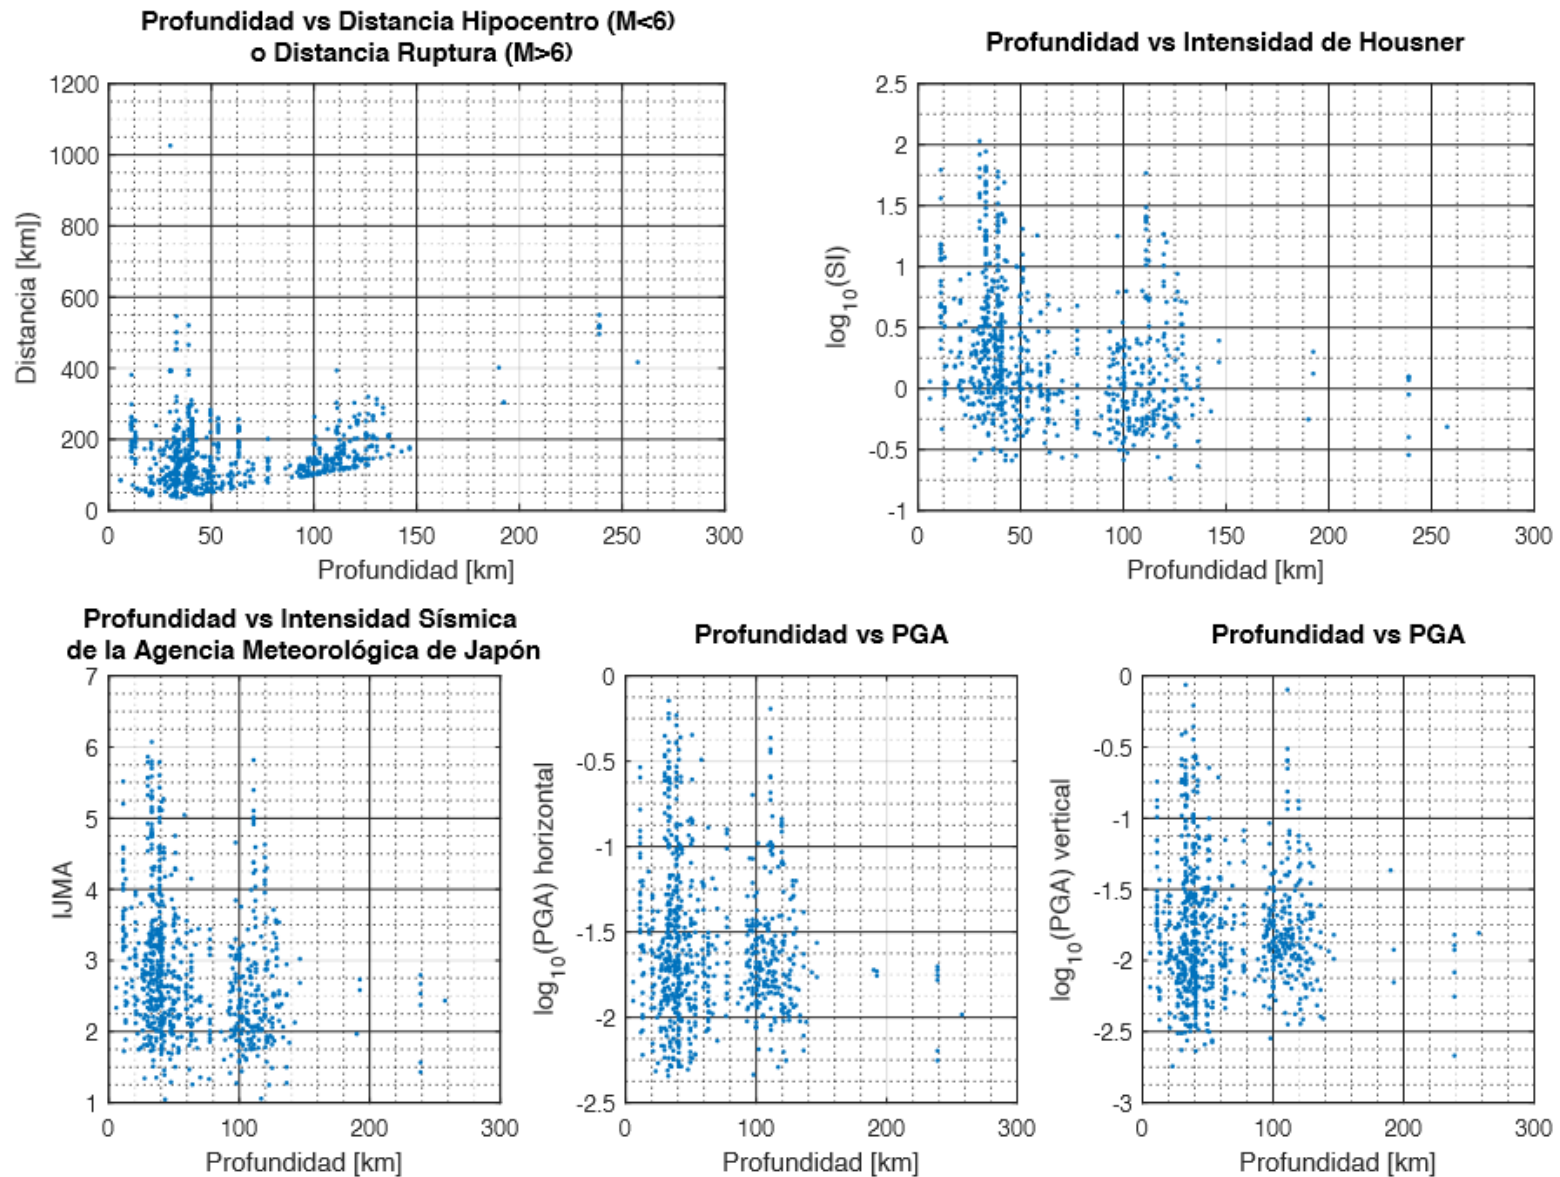 Profundidad vs Distancia Hipocentro (M<6)
o Distancia Ruptura (M>6)
1200
1000
800
600
400
200
0
Distancia [km])
0 50 100 150 200 250 300
Profundidad [km]
Profundidad vs Intensidad de Housner
2.5
2
1.5
1
0.5
0
-0.5
-1
log10(SI)
0 50 100 150 200 250 300
Profundidad [km]
Profundidad vs Intensidad Sísmica
de la Agencia Meteorológica de Japón
7
6
5
4
3
2
1
IJMA
0 100 200 300
Profundidad [km]
Profundidad vs PGA
0
-0.5
-1
-1.5
-2
-2.5
log10(PGA) horizontal
0 100 200 300
Profundidad [km]
Profundidad vs PGA
0
-0.5
-1
-1.5
-2
-2.5
-3
log10(PGA) vertical
0 100 200 300
Profundidad [km]